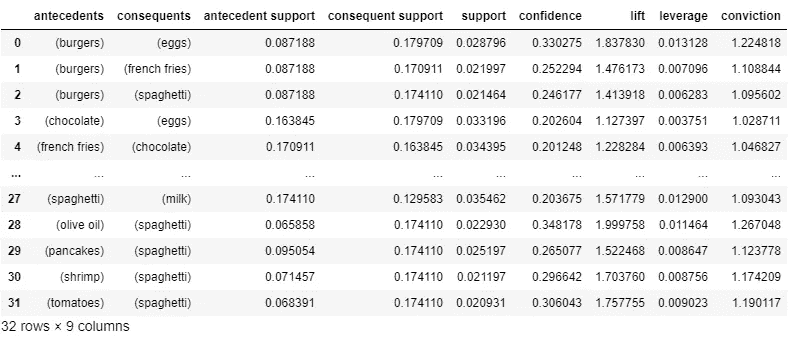 antecedents consequents antecedent support consequent support support confidence lift leverage conviction
0 (burgers) (eggs) 0.087188 0.179709 0.028796 0.330275 1.837830 0.013128 1.224818
1 (burgers) (french fries) 0.087188 0.170911 0.021997 0.252294 1.476173 0.007096 1.108844
2 (burgers) (spaghetti) 0.087188 0.174110 0.021464 0.246177 1.413918 0.006283 1.095602
3 (chocolate) (eggs) 0.163845 0.179709 0.033196 0.202604 1.127397 0.003751 1.028711
4 (french fries) (chocolate) 0.170911 0.163845 0.034395 0.201248 1.228284 0.006393 1.046827
... ... ... ... ... ... ... ... ... ...
27 (spaghetti) (milk) 0.174110 0.129583 0.035462 0.203675 1.571779 0.012900 1.093043
28 (olive oil) (spaghetti) 0.065858 0.174110 0.022930 0.348178 1.999758 0.011464 1.267048
29 (pancakes) (spaghetti) 0.095054 0.174110 0.025197 0.265077 1.522468 0.008647 1.123778
30 (shrimp) (spaghetti) 0.071457 0.174110 0.021197 0.296642 1.703760 0.008756 1.174209
31 (tomatoes) (spaghetti) 0.068391 0.174110 0.020931 0.306043 1.757755 0.009023 1.190117
32 rows × 9 columns